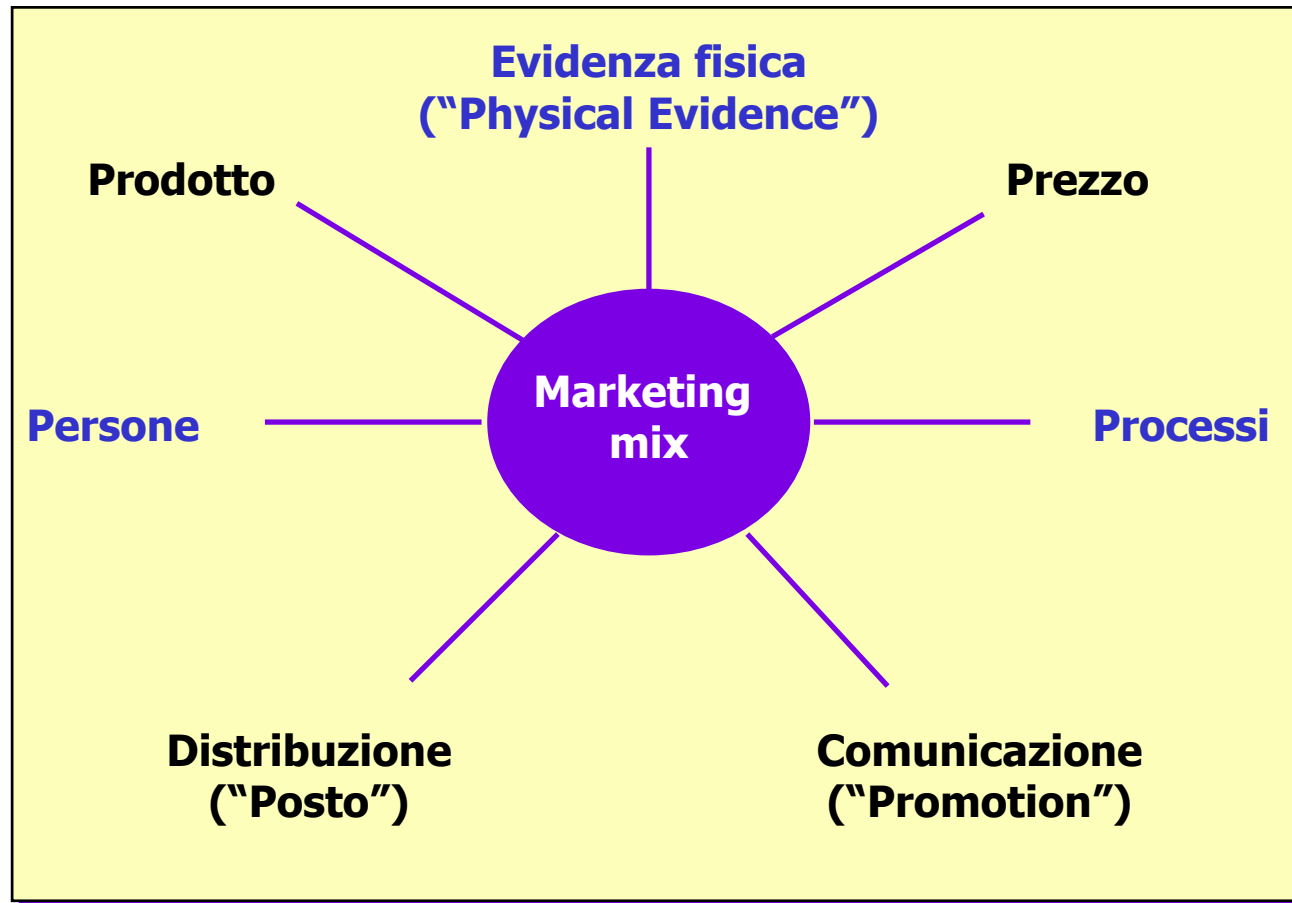 Evidenza fisica
(“Physical Evidence”)
Prodotto
Prezzo
Marketing
mix
Persone
Processi
Distribuzione
(“Posto”)
Comunicazione
(“Promotion”)